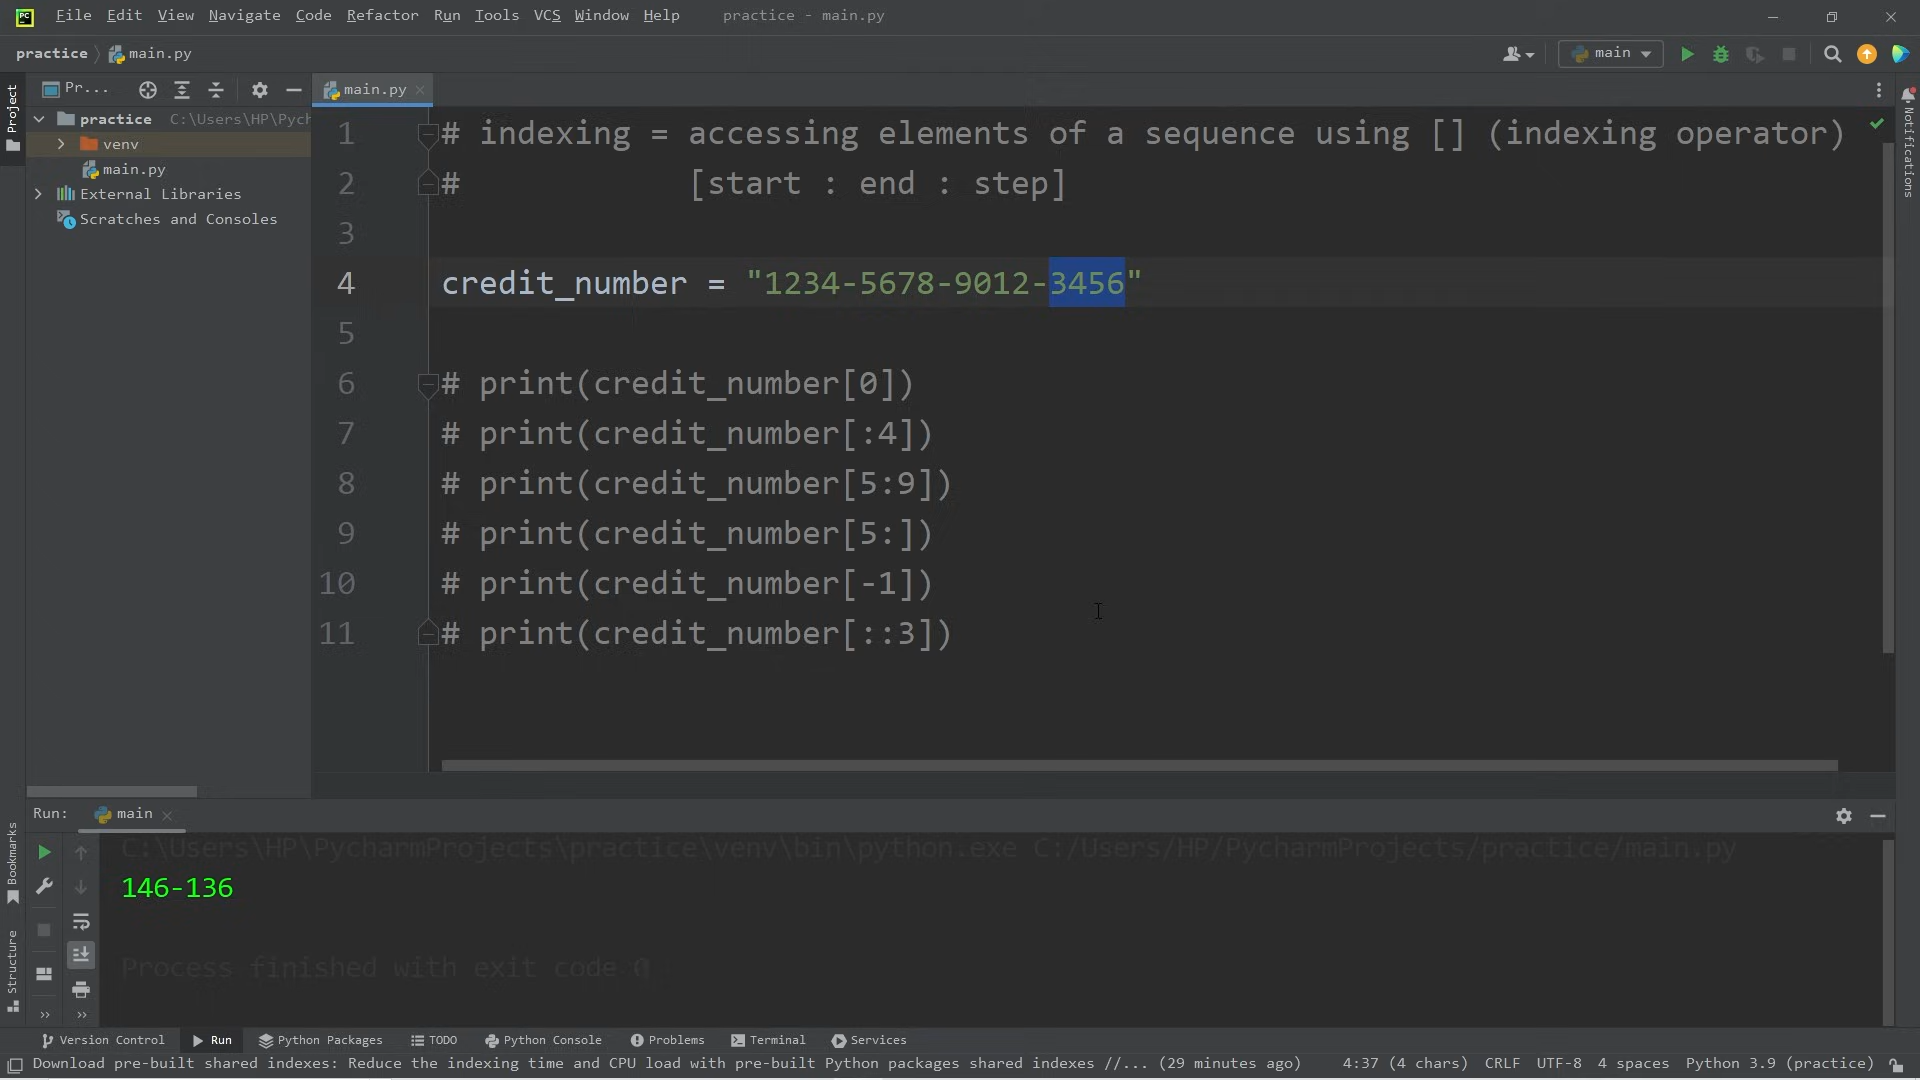 File Edit View Navigate Code Refactor Run Tools VCS Window Help practice - main.py
practice main.py main
Pr... main.py
Project
practice C:\Users\HP\Pych
venv
main.py
External Libraries
Scratches and Consoles
1 # indexing = accessing elements of a sequence using [] (indexing operator)
2 # [start : end : step]
3
4 credit_number = "1234-5678-9012-3456"
5
6 # print(credit_number[0])
7 # print(credit_number[:4])
8 # print(credit_number[5:9])
9 # print(credit_number[5:])
10 # print(credit_number[-1])
11 # print(credit_number[::3])
Notifications
Run: main
C:\Users\HP\PycharmProjects\practice\venv\bin\python.exe C:/Users/HP/PycharmProjects/practice/main.py
146-136
Process finished with exit code 0
Bookmarks
Structure
Version Control Run Python Packages TODO Python Console Problems Terminal Services
Download pre-built shared indexes: Reduce the indexing time and CPU load with pre-built Python packages shared indexes //... (29 minutes ago) 4:37 (4 chars) CRLF UTF-8 4 spaces Python 3.9 (practice)